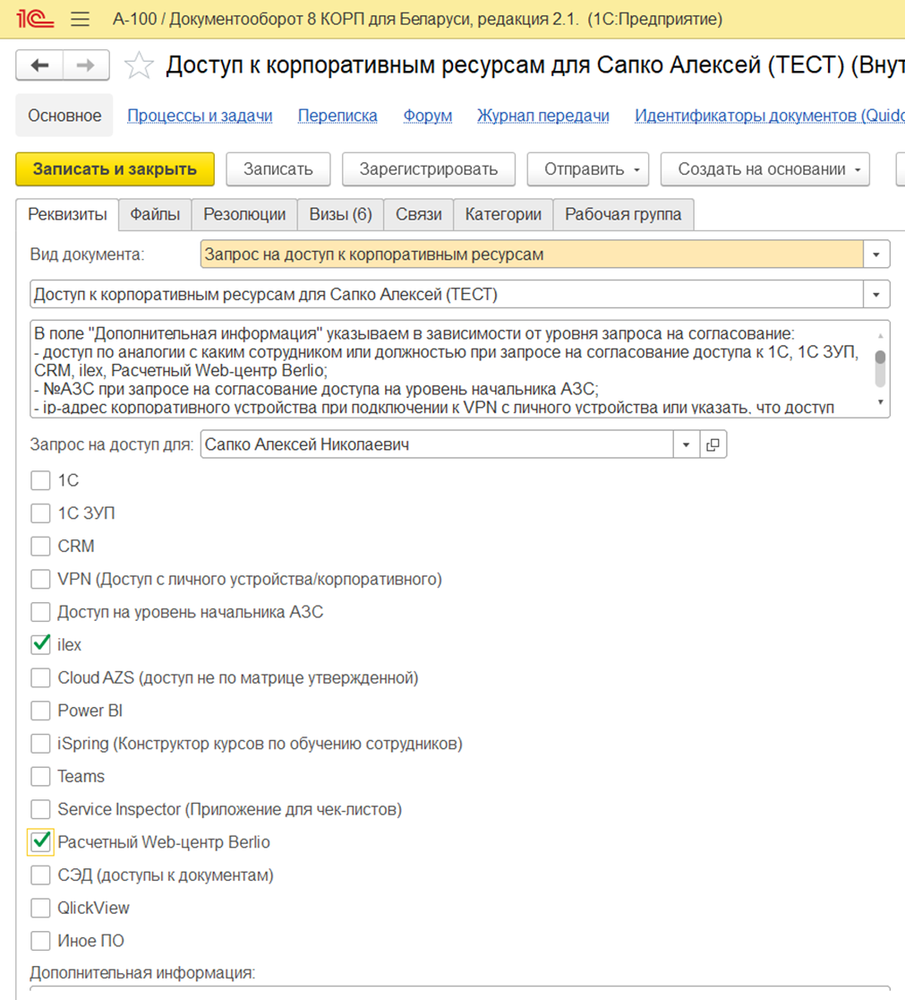 1С А-100 / Документооборот 8 КОРП для Беларуси, редакция 2.1. (1С:Предприятие)
Доступ к корпоративным ресурсам для Сапко Алексей (ТЕСТ) (Внут
Основное Процессы и задачи Переписка Форум Журнал передачи Идентификаторы документов (Quido
Записать и закрыть Записать Зарегистрировать Отправить Создать на основании
Реквизиты Файлы Резолюции Визы (6) Связи Категории Рабочая группа
Вид документа: Запрос на доступ к корпоративным ресурсам
Доступ к корпоративным ресурсам для Сапко Алексей (ТЕСТ)
В поле "Дополнительная информация" указываем в зависимости от уровня запроса на согласование:
- доступ по аналогии с каким сотрудником или должностью при запросе на согласование доступа к 1С, 1С ЗУП,
CRM, ilex, Расчетный Web-центр Berlio;
- №АЗС при запросе на согласование доступа на уровень начальника АЗС;
- ip-адрес корпоративного устройства при подключении к VPN с личного устройства или указать, что доступ
Запрос на доступ для: Сапко Алексей Николаевич
1С
1С ЗУП
CRM
VPN (Доступ с личного устройства/корпоративного)
Доступ на уровень начальника АЗС
ilex
Cloud AZS (доступ не по матрице утвержденной)
Power BI
iSpring (Конструктор курсов по обучению сотрудников)
Teams
Service Inspector (Приложение для чек-листов)
Расчетный Web-центр Berlio
СЭД (доступы к документам)
QlickView
Иное ПО
Дополнительная информация: